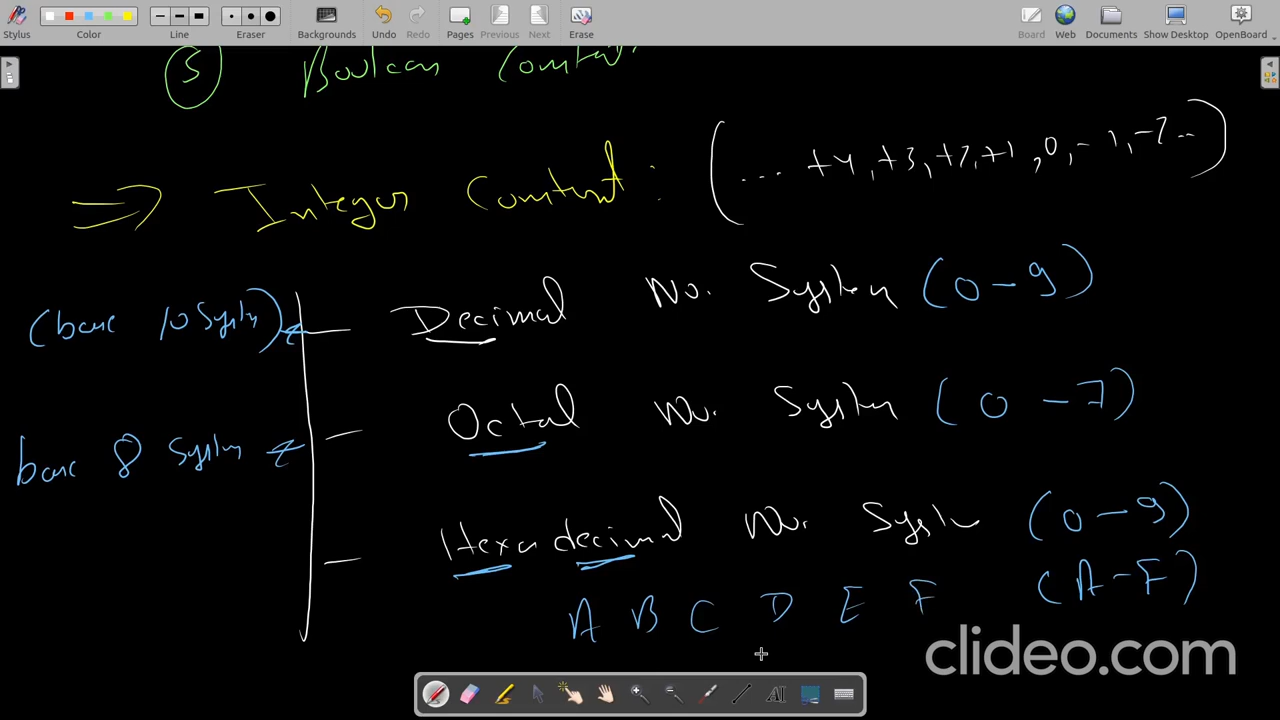 Stylus Color Line Eraser Backgrounds Undo Redo Pages Previous Next Erase Board Web Documents Show Desktop OpenBoard
5 Boolean
⇒ Integer Constant : (... +4, +3, +2, +1, 0, -1, -2 --)
(base 10 System) Decimal No. System (0 - 9)
base 8 System Octal No. System (0 - 7)
Hexadecimal No. System (0 - 9)
A B C D E F (A - F)
clideo.com